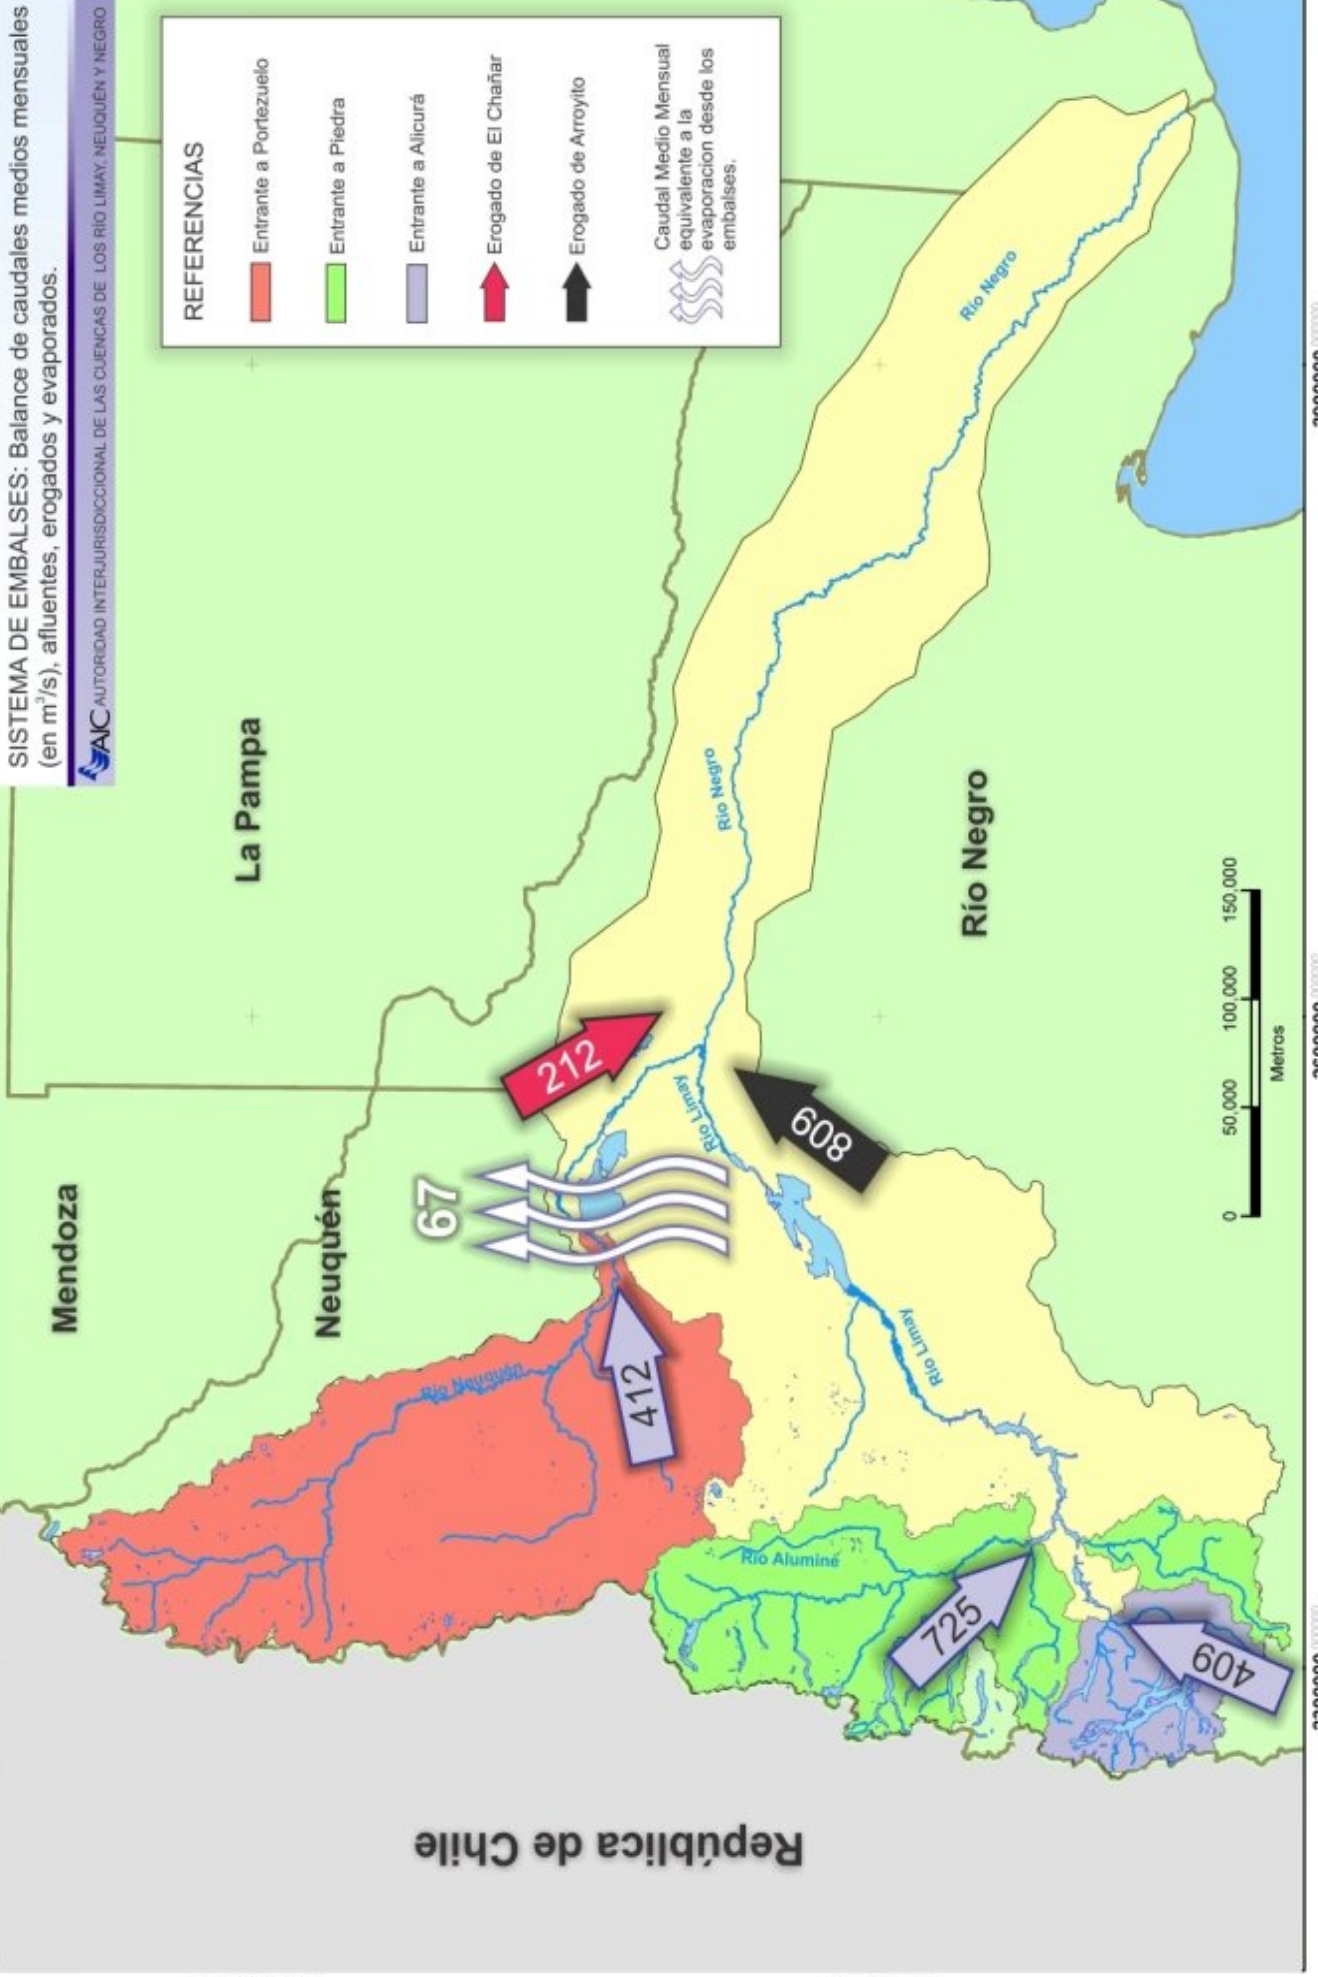 SISTEMA DE EMBALSES: Balance de caudales medios mensuales
(en m³/s), afluentes, erogados y evaporados.
AIC AUTORIDAD INTERJURISDICCIONAL DE LAS CUENCAS DE LOS RÍO LIMAY, NEUQUÉN Y NEGRO
REFERENCIAS
Entrante a Portezuelo
Entrante a Piedra
Entrante a Alicurá
Erogado de El Chañar
Erogado de Arroyito
Caudal Medio Mensual
equivalente a la
evaporacion desde los
embalses.
Mendoza
La Pampa
Neuquén
67
212
412
Río Neuquén
Río Limay
809
Río Negro
Río Negro
Río Limay
Río Negro
Río Aluminé
725
409
República de Chile
0 50.000 100.000 150.000
Metros